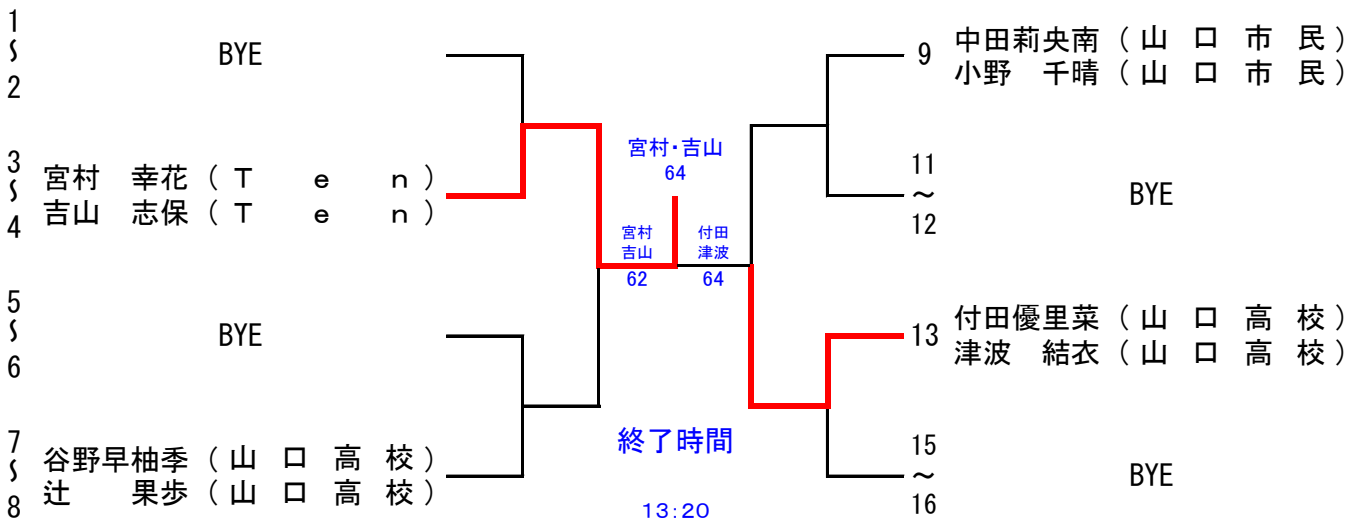 1
〜
2
BYE
3
〜
4
宮村　幸花（Ｔ　ｅ　ｎ）
吉山　志保（Ｔ　ｅ　ｎ）
5
〜
6
BYE
7
〜
8
谷野早柚季（山　口　高　校）
辻　　果歩（山　口　高　校）
宮村・吉山
64
宮村
吉山
62
付田
津波
64
終了時間
13:20
9
中田莉央南（山　口　市　民）
小野　千晴（山　口　市　民）
11
～
12
BYE
13
付田優里菜（山　口　高　校）
津波　結衣（山　口　高　校）
15
～
16
BYE